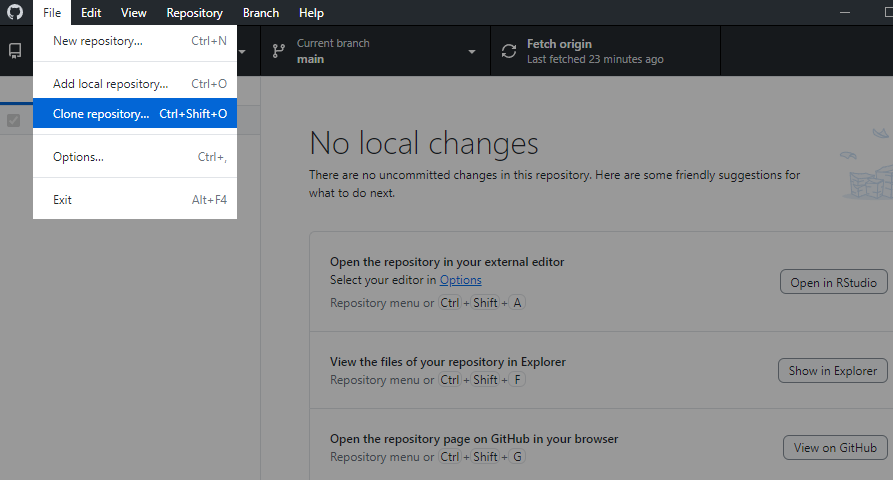 File Edit View Repository Branch Help
New repository... Ctrl+N
Add local repository... Ctrl+O
Clone repository... Ctrl+Shift+O
Options... Ctrl+,
Exit Alt+F4
Current branch
main
Fetch origin
Last fetched 23 minutes ago
No local changes
There are no uncommitted changes in this repository. Here are some friendly suggestions for
what to do next.
Open the repository in your external editor
Select your editor in Options
Repository menu or Ctrl + Shift + A
Open in RStudio
View the files of your repository in Explorer
Repository menu or Ctrl + Shift + F
Show in Explorer
Open the repository page on GitHub in your browser
Repository menu or Ctrl + Shift + G
View on GitHub